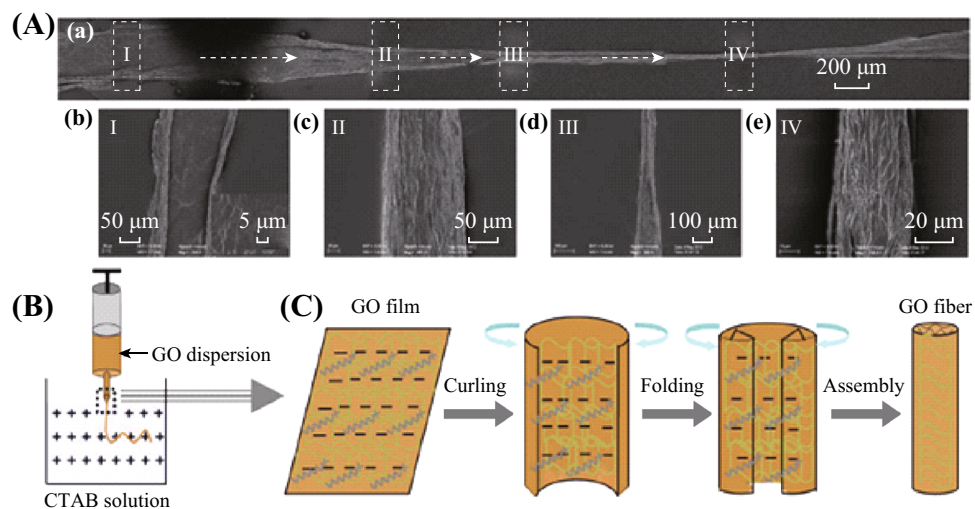 (A)
(a)
I
II
III
IV
200 μm
(b)
I
50 μm
5 μm
(c)
II
50 μm
(d)
III
100 μm
(e)
IV
20 μm
(B)
GO dispersion
CTAB solution
(C)
GO film
Curling
Folding
Assembly
GO fiber